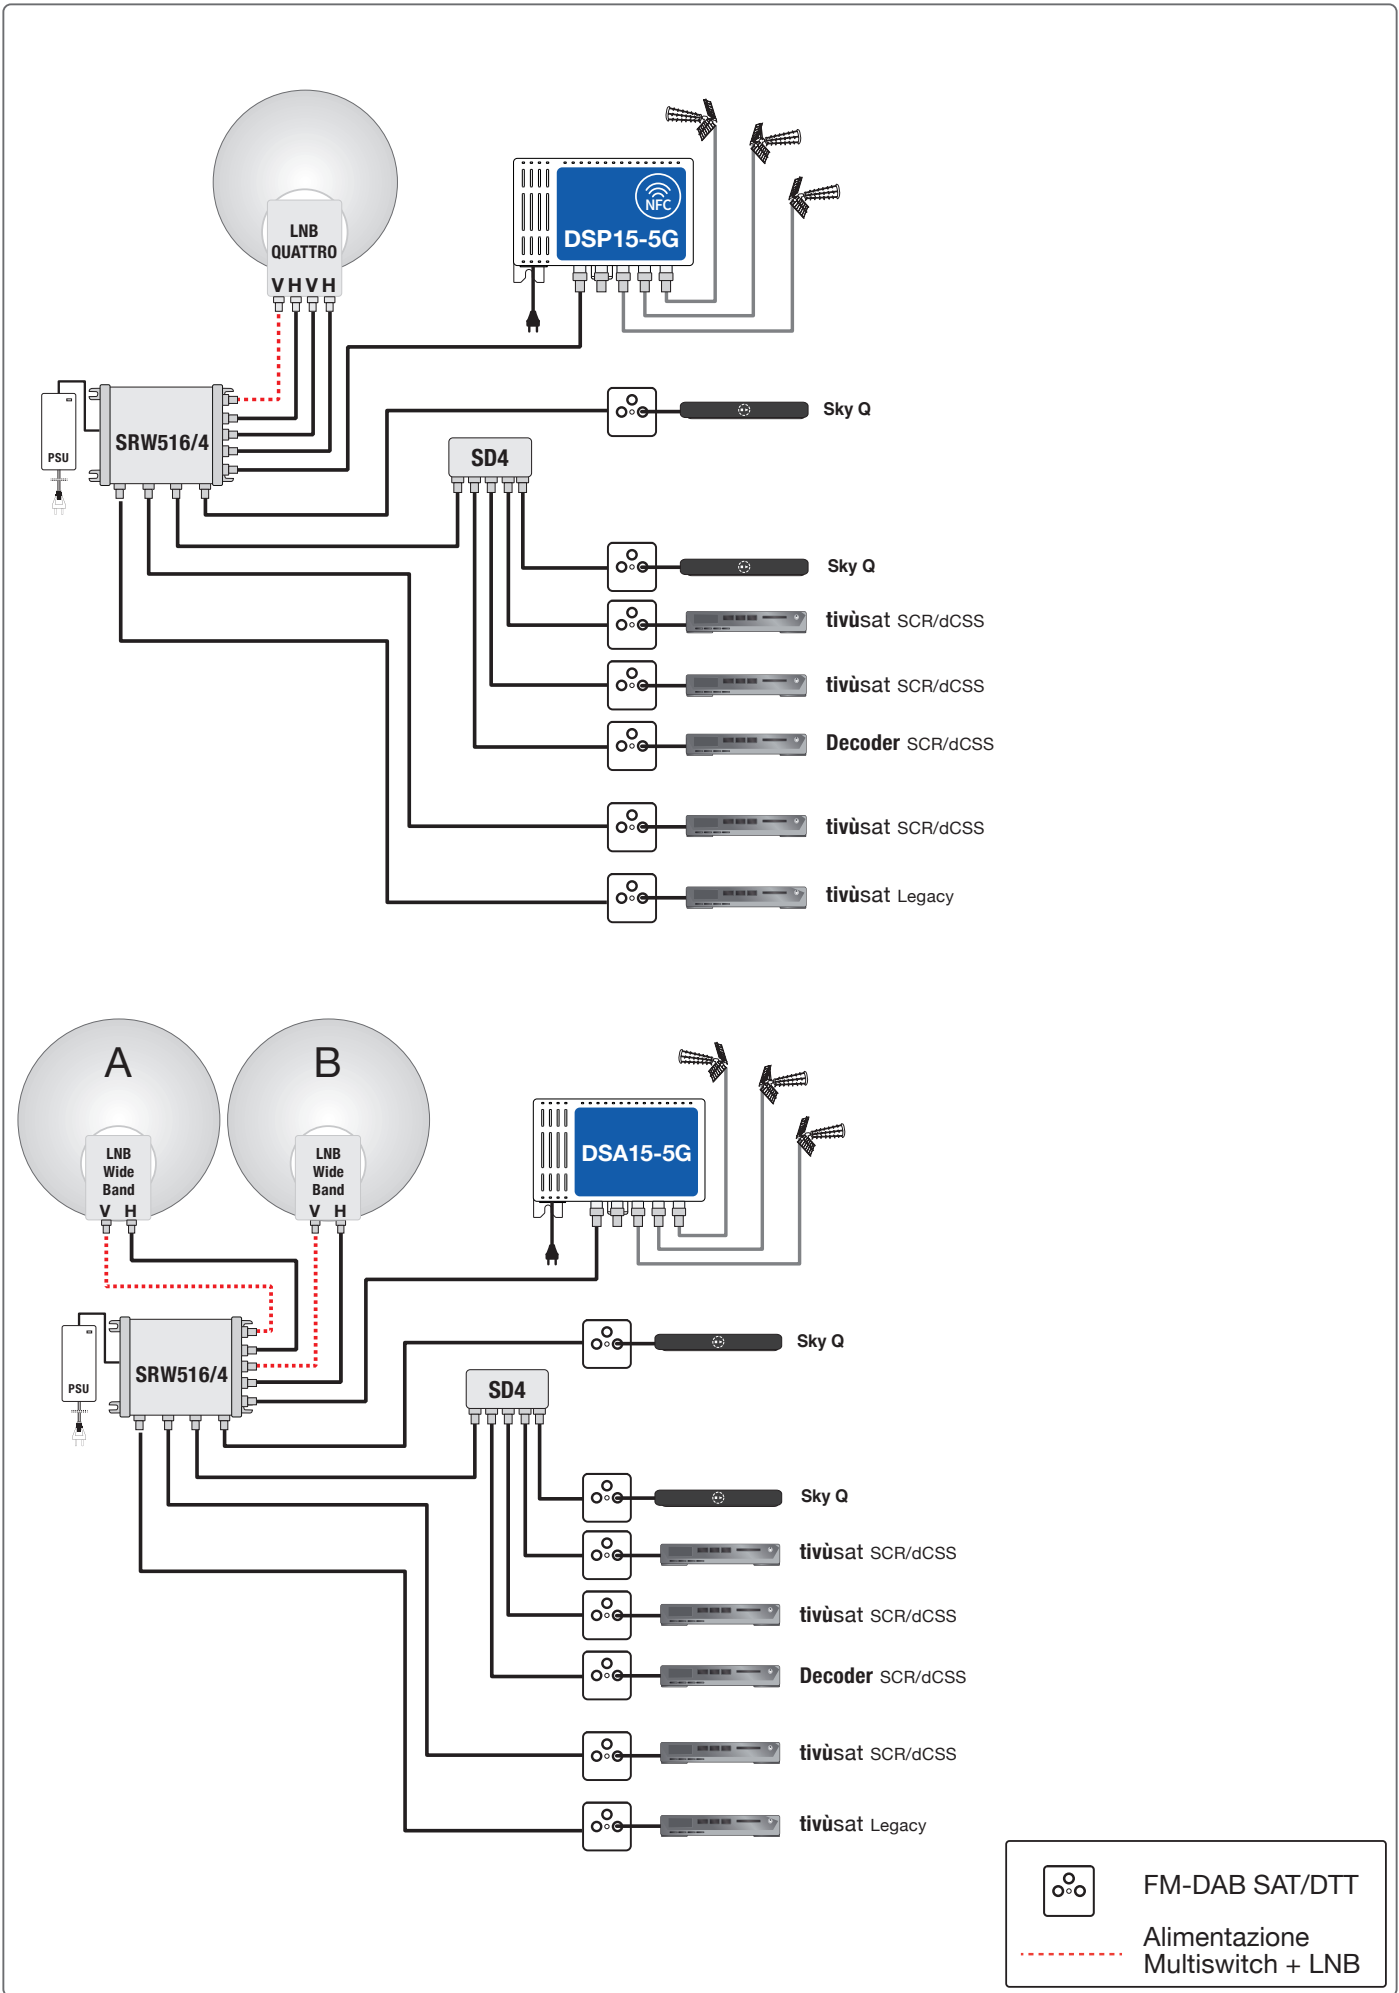 LNB
QUATTRO
V H V H
NFC
DSP15-5G
PSU
SRW516/4
Sky Q
SD4
Sky Q
tivùsat SCR/dCSS
tivùsat SCR/dCSS
Decoder SCR/dCSS
tivùsat SCR/dCSS
tivùsat Legacy
A
LNB
Wide
Band
V H
B
LNB
Wide
Band
V H
DSA15-5G
PSU
SRW516/4
Sky Q
SD4
Sky Q
tivùsat SCR/dCSS
tivùsat SCR/dCSS
Decoder SCR/dCSS
tivùsat SCR/dCSS
tivùsat Legacy
FM-DAB SAT/DTT
Alimentazione
Multiswitch + LNB